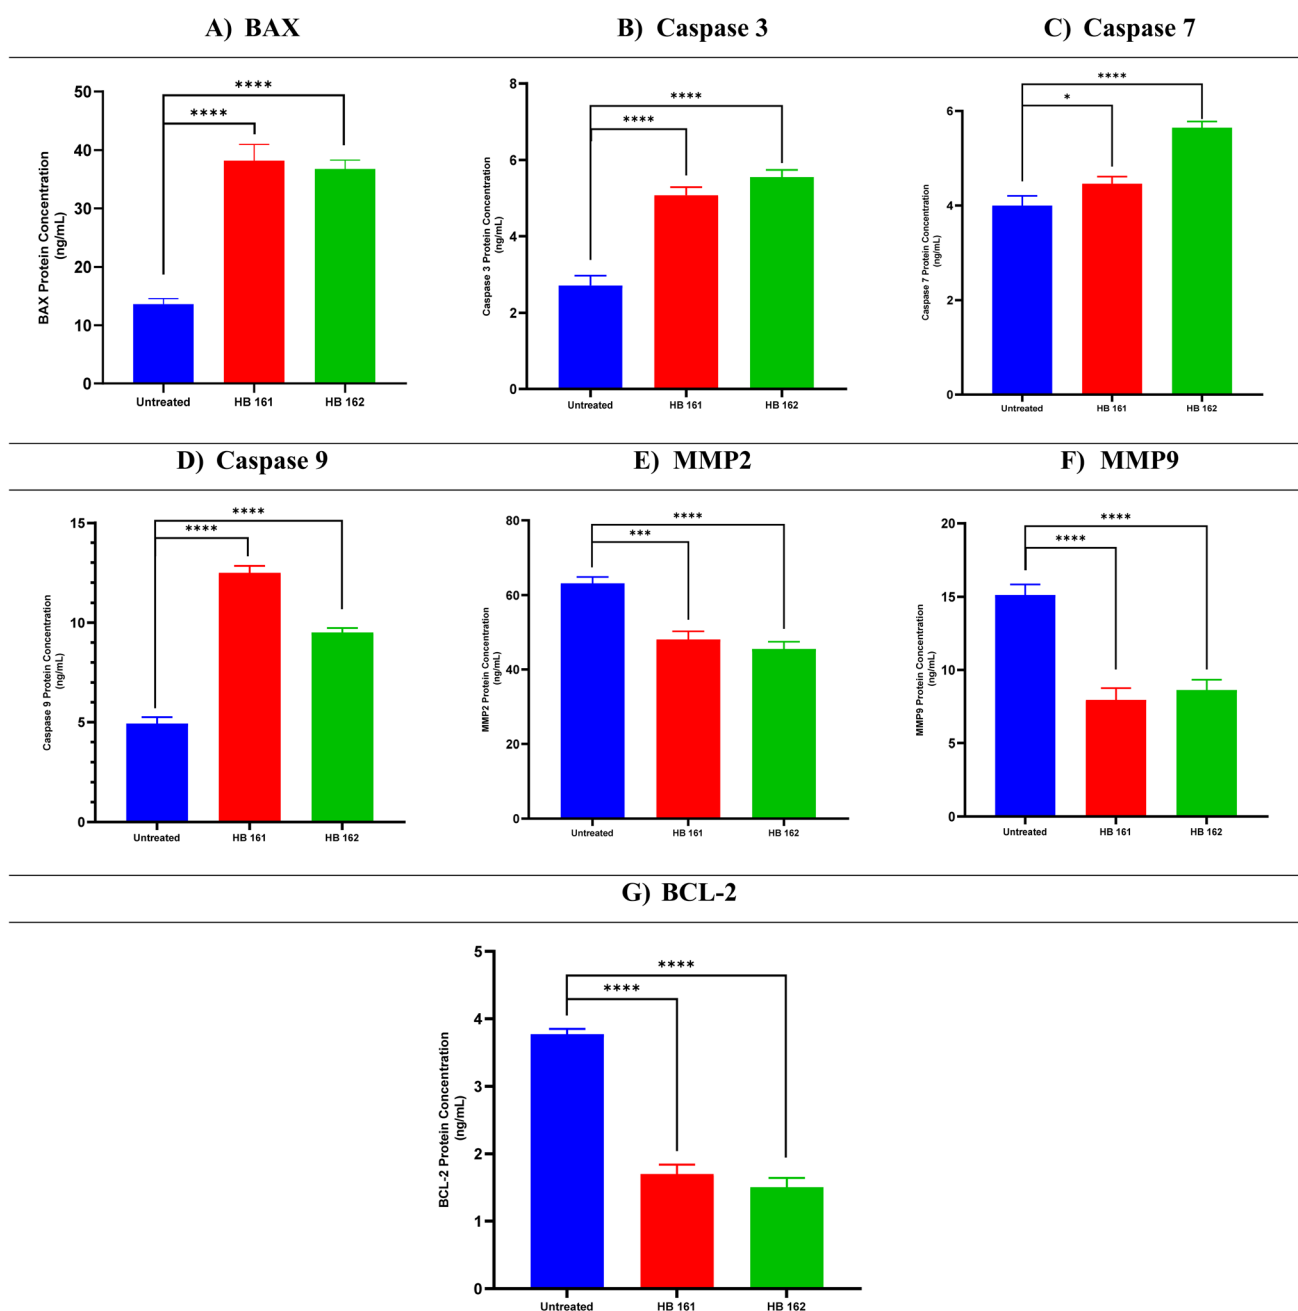 A) BAX
B) Caspase 3
C) Caspase 7
BAX Protein Concentration
(ng/mL)
50
40
30
20
10
0
****
****
Untreated
HB 161
HB 162
Caspase 3 Protein Concentration
(ng/mL)
8
6
4
2
0
****
****
Untreated
HB 161
HB 162
Caspase 7 Protein Concentration
(ng/mL)
6
4
2
0
****
*
Untreated
HB 161
HB 162
D) Caspase 9
E) MMP2
F) MMP9
Caspase 9 Protein Concentration
(ng/mL)
15
10
5
0
****
****
Untreated
HB 161
HB 162
MMP2 Protein Concentration
(ng/mL)
80
60
40
20
0
****
***
Untreated
HB 161
HB 162
MMP9 Protein Concentration
(ng/mL)
20
15
10
5
0
****
****
Untreated
HB 161
HB 162
G) BCL-2
BCL-2 Protein Concentration
(ng/mL)
5
4
3
2
1
0
****
****
Untreated
HB 161
HB 162